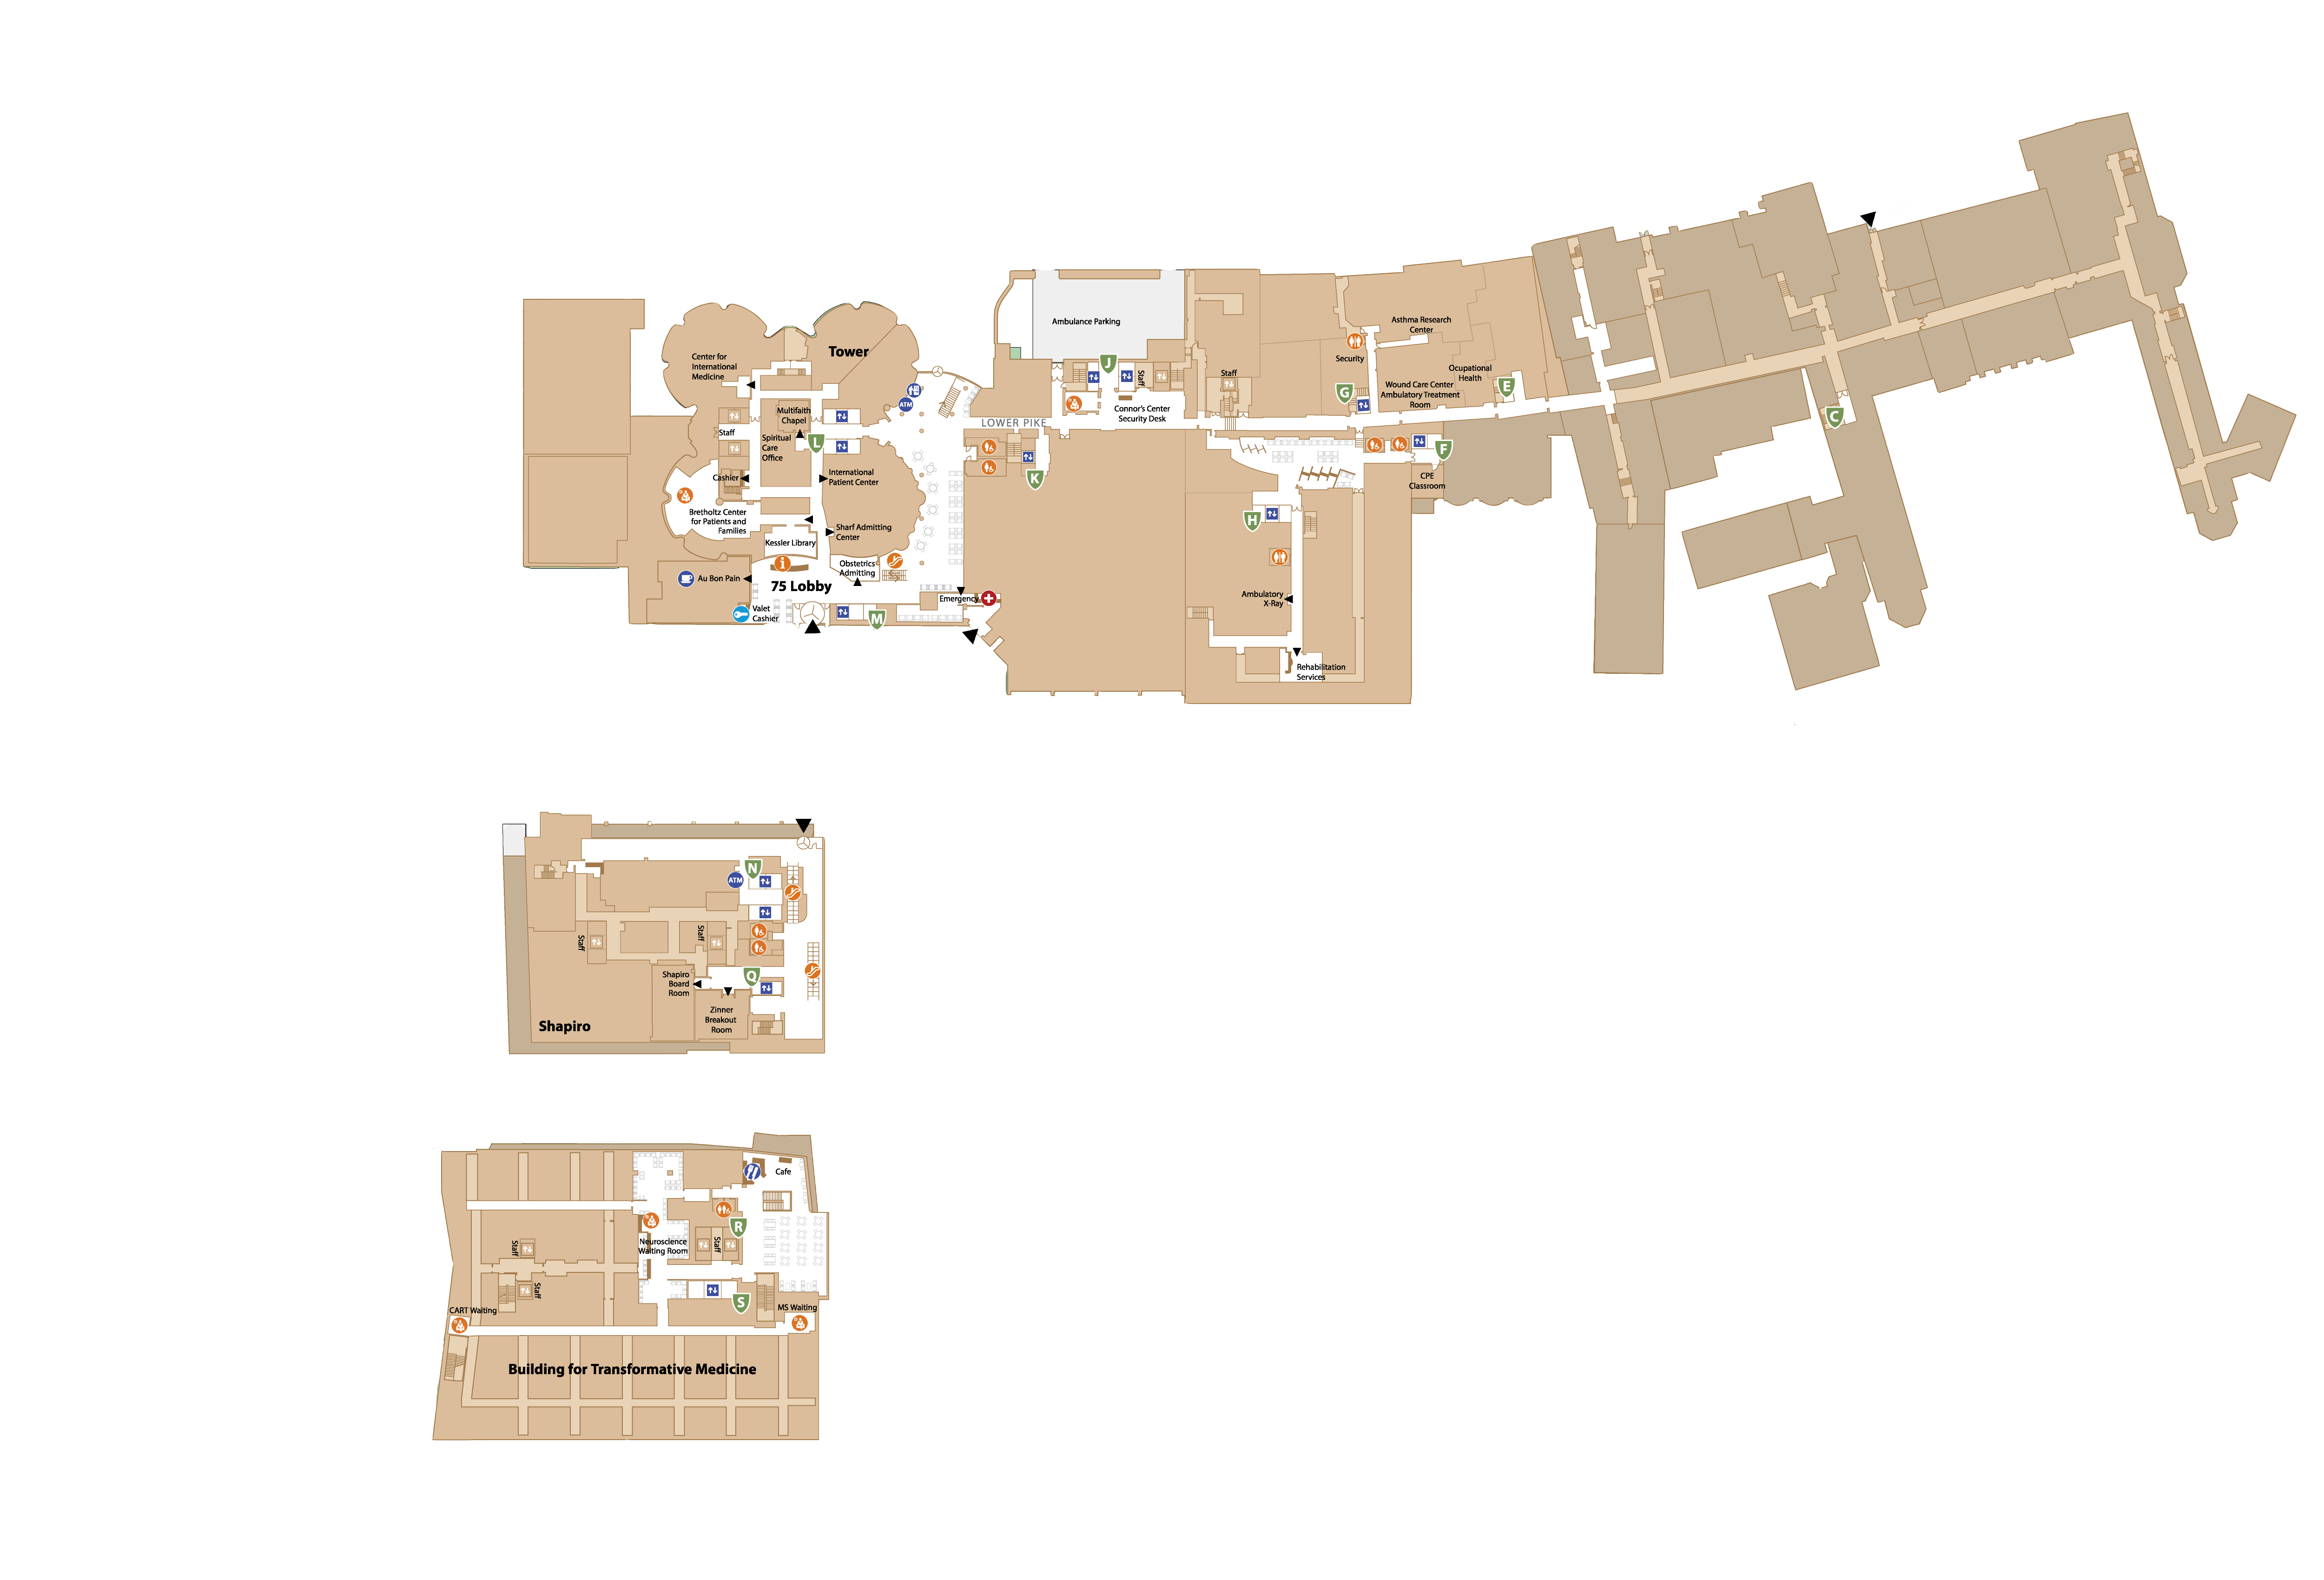 Tower
Center for
International
Medicine
ATM
Multifaith
Chapel
Staff
L
Spiritual
Care
Office
Cashier
International
Patient Center
Bretholtz Center
for Patients and
Families
Sharf Admitting
Center
Kessler Library
i
Obstetrics
Admitting
Au Bon Pain
75 Lobby
Valet
Cashier
M
Emergency
LOWER PIKE
K
Ambulance Parking
J
Staff
Connor's Center
Security Desk
Staff
Asthma Research
Center
Security
G
Ocupational
Health
E
Wound Care Center
Ambulatory Treatment
Room
F
CPE
Classroom
C
H
Ambulatory
X-Ray
Rehabilitation
Services
N
ATM
Staff
Staff
Q
Shapiro
Board
Room
Zinner
Breakout
Room
Shapiro
Cafe
R
Neuroscience
Waiting Room
Staff
Staff
Staff
S
CART Waiting
MS Waiting
Building for Transformative Medicine